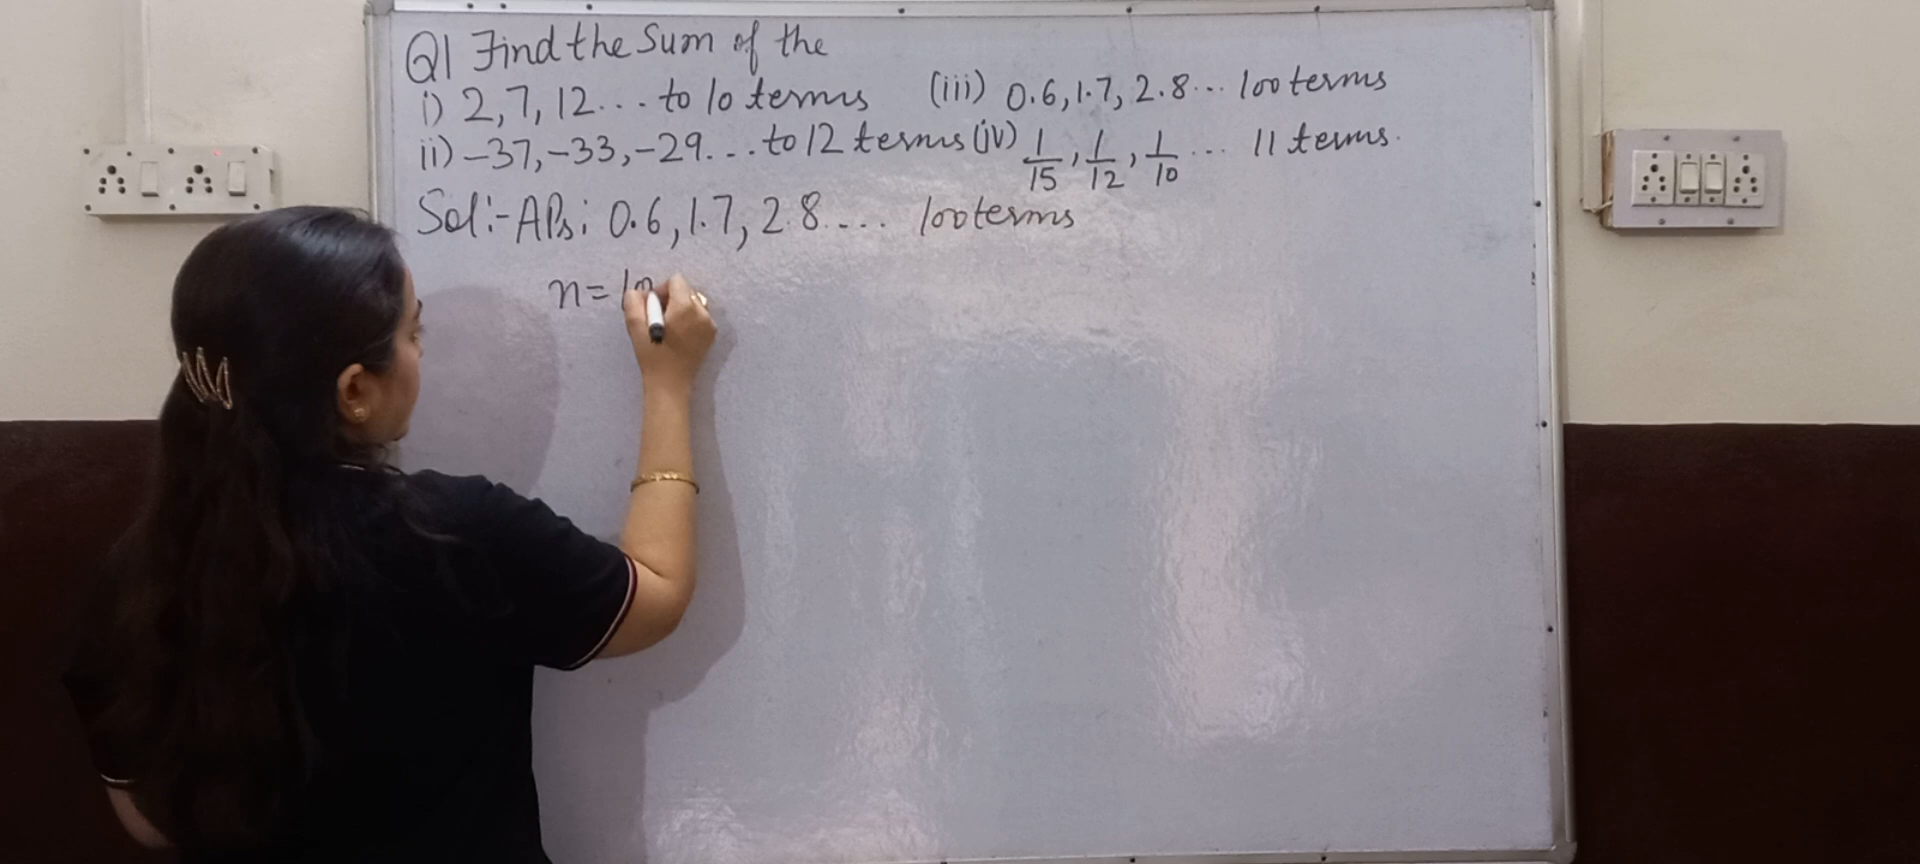 Q1 Find the Sum of the
i) 2, 7, 12 ... to 10 terms (iii) 0.6, 1.7, 2.8 ... 100 terms
ii) -37, -33, -29 ... to 12 terms (iv) 1/15, 1/12, 1/10 ... 11 terms.
Sol:- APs: 0.6, 1.7, 2.8 .... 100 terms
n = 10